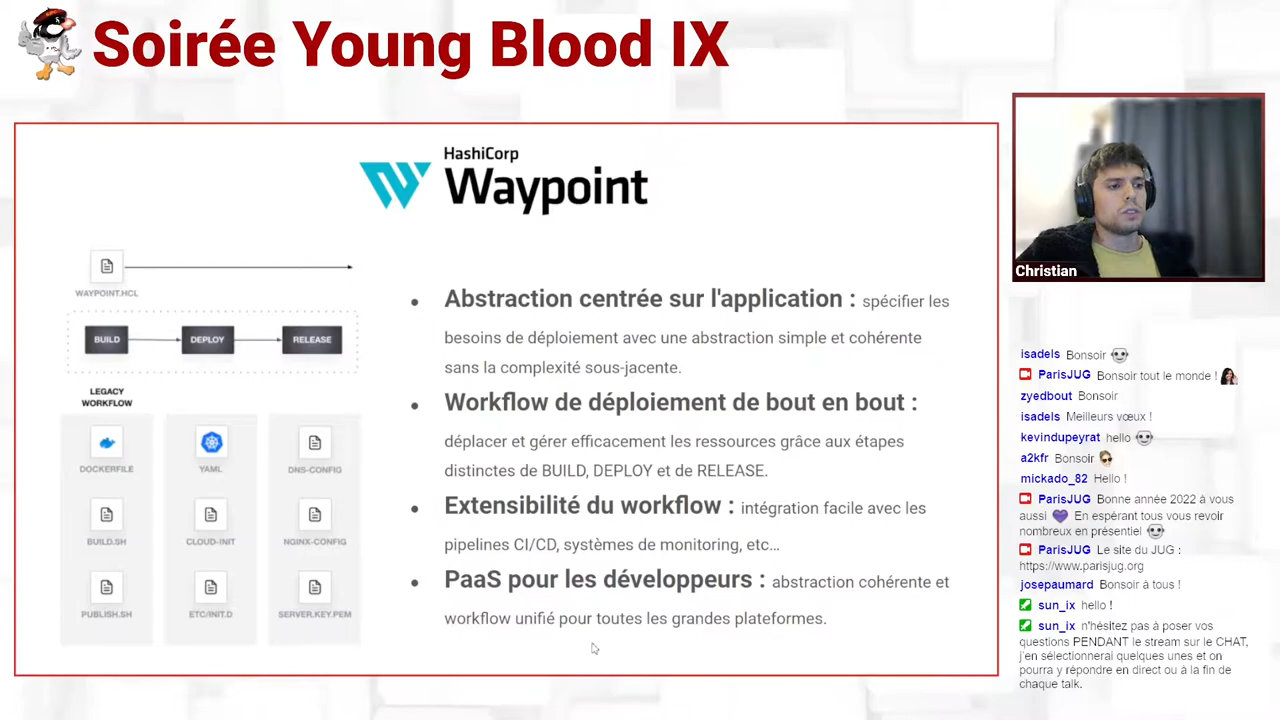 Soirée Young Blood IX
HashiCorp
Waypoint
WAYPOINT.HCL
BUILD
DEPLOY
RELEASE
LEGACY
WORKFLOW
DOCKERFILE
YAML
DNS-CONFIG
BUILD.SH
CLOUD-INIT
NGINX-CONFIG
PUBLISH.SH
ETC/INIT.D
SERVER.KEY.PEM
• Abstraction centrée sur l'application : spécifier les
besoins de déploiement avec une abstraction simple et cohérente
sans la complexité sous-jacente.
• Workflow de déploiement de bout en bout :
déplacer et gérer efficacement les ressources grâce aux étapes
distinctes de BUILD, DEPLOY et de RELEASE.
• Extensibilité du workflow : intégration facile avec les
pipelines CI/CD, systèmes de monitoring, etc...
• PaaS pour les développeurs : abstraction cohérente et
workflow unifié pour toutes les grandes plateformes.
Christian
isadels Bonsoir
ParisJUG Bonsoir tout le monde !
zyedbout Bonsoir
isadels Meilleurs vœux !
kevindupeyrat hello
a2kfr Bonsoir
mickado_82 Hello !
ParisJUG Bonne année 2022 à vous
aussi En espérant tous vous revoir
nombreux en présentiel
ParisJUG Le site du JUG :
https://www.parisjug.org
josepaumard Bonsoir à tous !
sun_ix hello !
sun_ix n'hésitez pas à poser vos
questions PENDANT le stream sur le CHAT,
j'en sélectionnerai quelques unes et on
pourra y répondre en direct ou à la fin de
chaque talk.